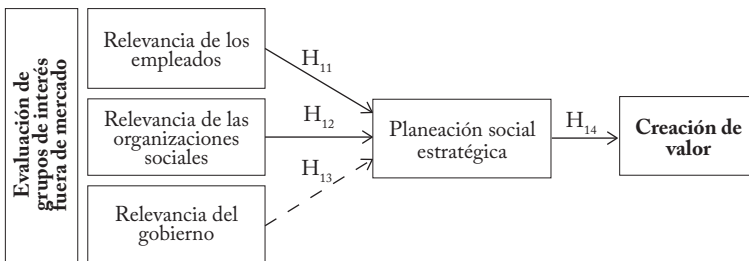 Evaluación de
grupos de interés
fuera de mercado
Relevancia de los
empleados
Relevancia de las
organizaciones
sociales
Relevancia del
gobierno
H11
H12
H13
Planeación social
estratégica
H14
Creación de
valor